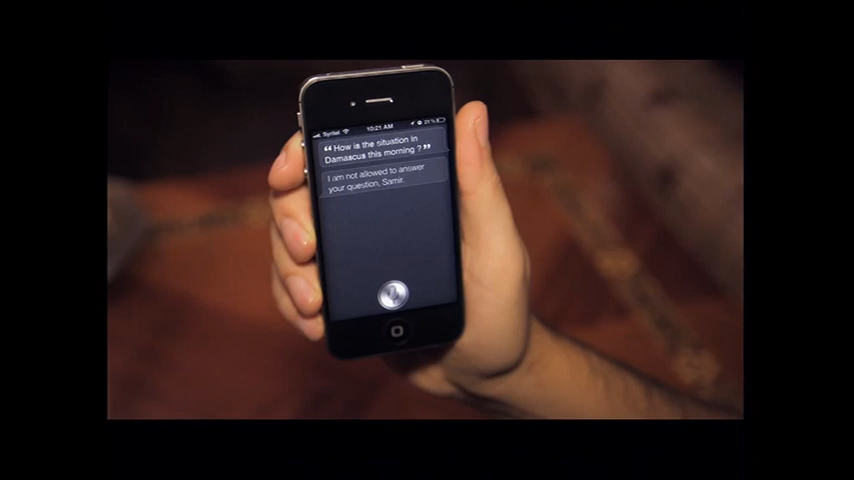 Syriatel 10:21 AM 21%
“How is the situation in
Damascus this morning ?”
I am not allowed to answer
your question, Samir.